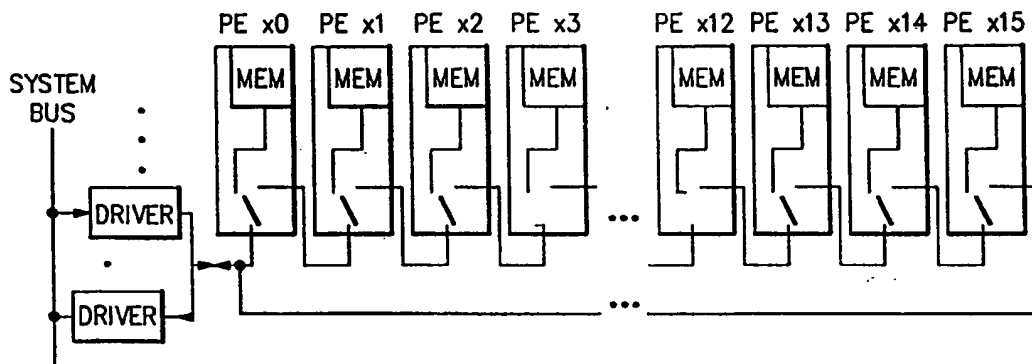 PE x0 PE x1 PE x2 PE x3 PE x12 PE x13 PE x14 PE x15
MEM MEM MEM MEM MEM MEM MEM
SYSTEM
BUS
DRIVER
...
DRIVER
...